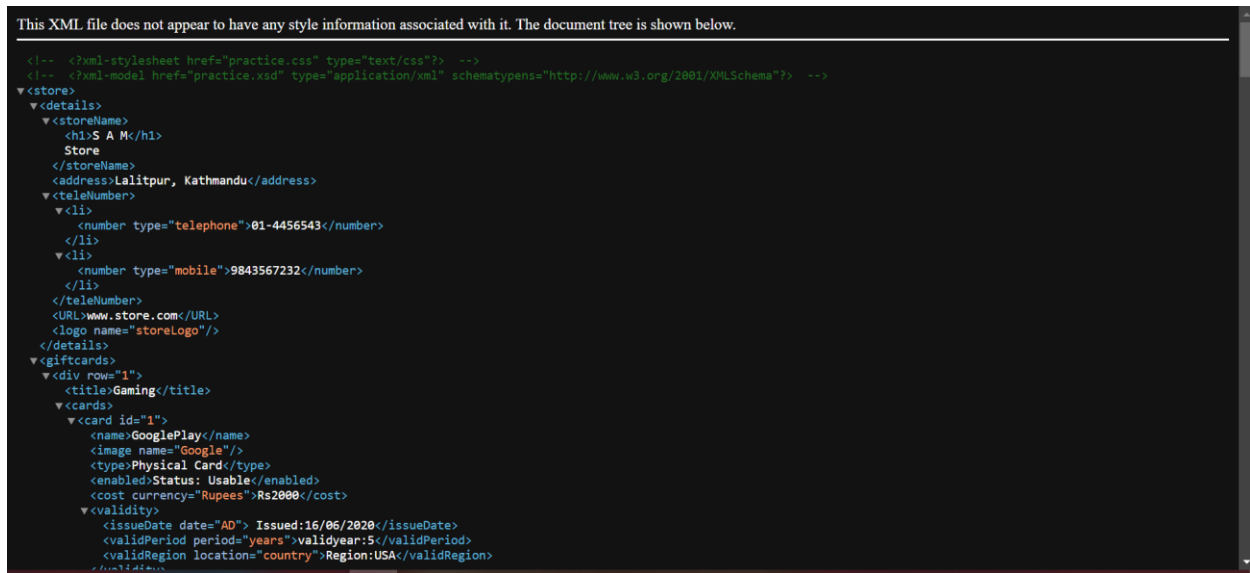 This XML file does not appear to have any style information associated with it. The document tree is shown below.
<!-- <?xml-stylesheet href="practice.css" type="text/css"?> -->
<!-- <?xml-model href="practice.xsd" type="application/xml" schematypens="http://www.w3.org/2001/XMLSchema"?> -->
▼<store>
▼<details>
▼<storeName>
<h1>S A M</h1>
Store
</storeName>
<address>Lalitpur, Kathmandu</address>
▼<teleNumber>
▼<li>
<number type="telephone">01-4456543</number>
</li>
▼<li>
<number type="mobile">9843567232</number>
</li>
</teleNumber>
<URL>www.store.com</URL>
<logo name="storeLogo"/>
</details>
▼<giftcards>
▼<div row="1">
<title>Gaming</title>
▼<cards>
▼<card id="1">
<name>GooglePlay</name>
<image name="Google"/>
<type>Physical Card</type>
<enabled>Status: Usable</enabled>
<cost currency="Rupees">Rs2000</cost>
▼<validity>
<issueDate date="AD"> Issued:16/06/2020</issueDate>
<validPeriod period="years">validyear:5</validPeriod>
<validRegion location="country">Region:USA</validRegion>
</validity>